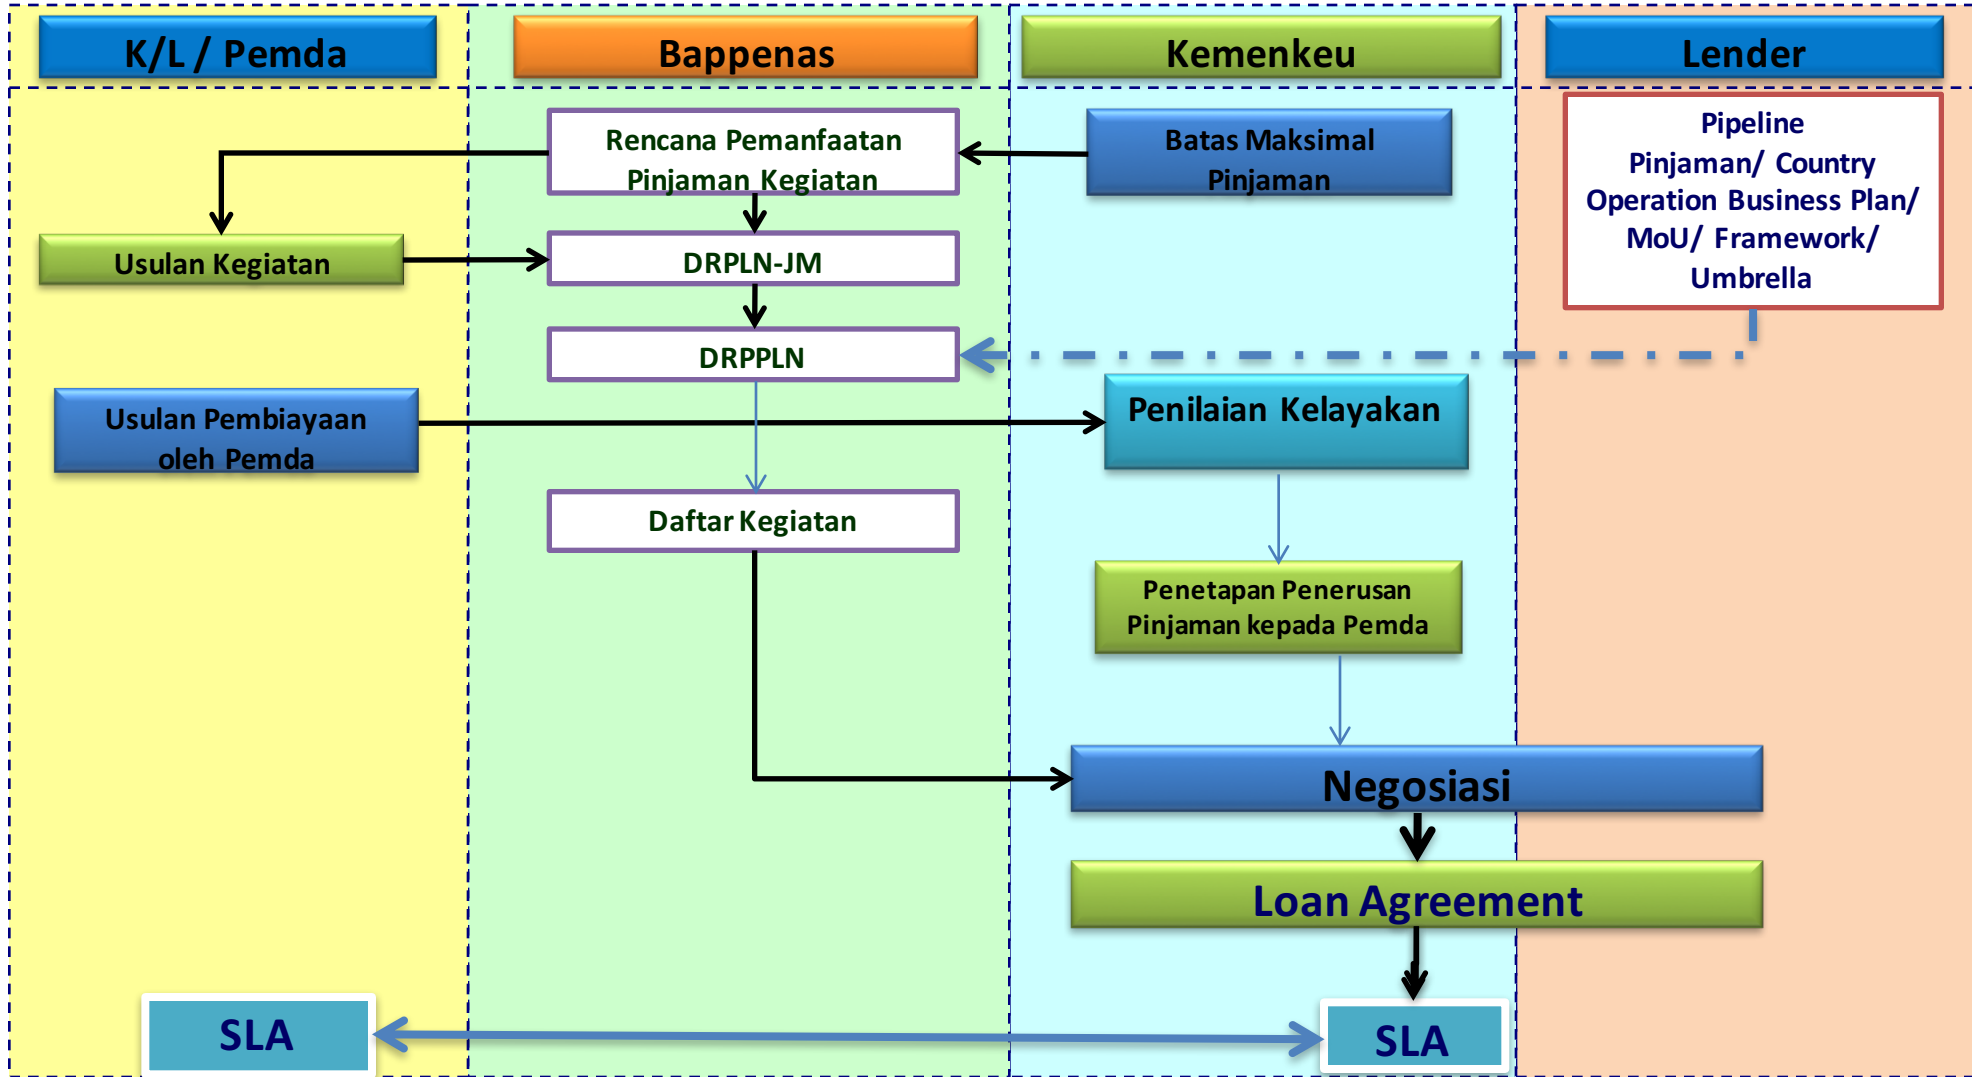 K/L / Pemda
Bappenas
Kemenkeu
Lender
Rencana Pemanfaatan
Pinjaman Kegiatan
Batas Maksimal
Pinjaman
Pipeline
Pinjaman/ Country
Operation Business Plan/
MoU/ Framework/
Umbrella
Usulan Kegiatan
DRPLN-JM
DRPPLN
Usulan Pembiayaan
oleh Pemda
Penilaian Kelayakan
Daftar Kegiatan
Penetapan Penerusan
Pinjaman kepada Pemda
Negosiasi
Loan Agreement
SLA
SLA